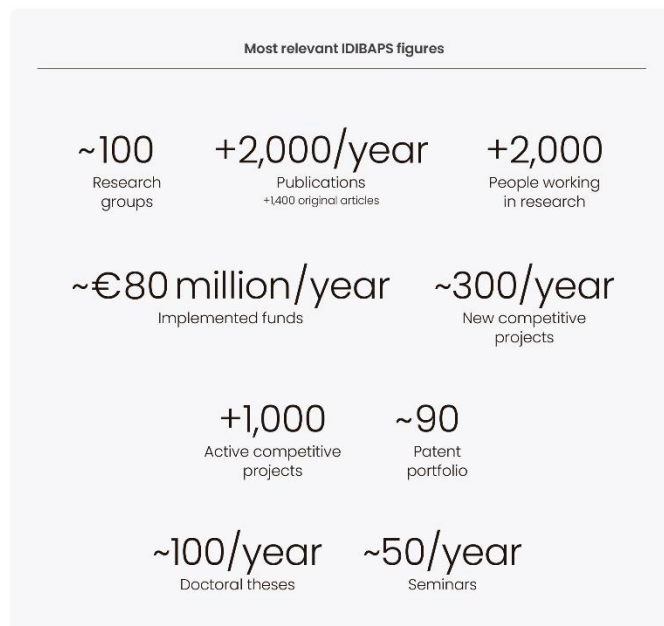 Most relevant IDIBAPS figures
~100
Research
groups
+2,000/year
Publications
+1,400 original articles
+2,000
People working
in research
~€80 million/year
Implemented funds
~300/year
New competitive
projects
+1,000
Active competitive
projects
~90
Patent
portfolio
~100/year
Doctoral theses
~50/year
Seminars